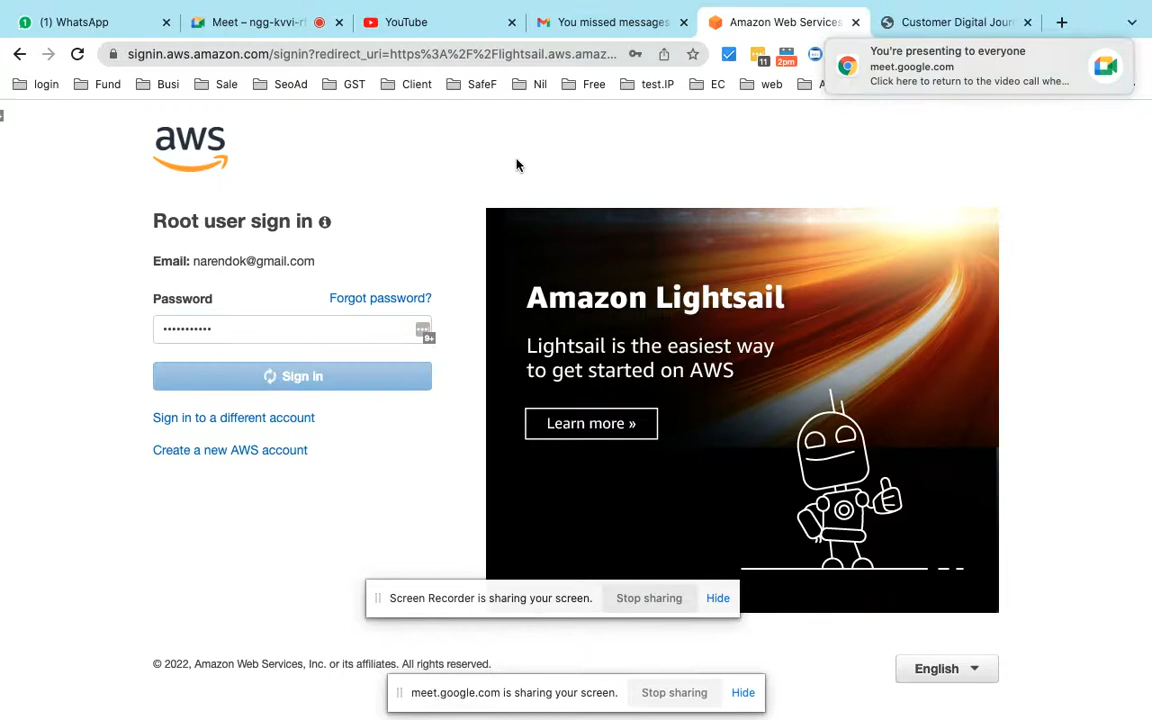 1 (1) WhatsApp
Meet – ngg-kvvi-r
YouTube
You missed messages
Amazon Web Services
Customer Digital Jour
signin.aws.amazon.com/signin?redirect_uri=https%3A%2F%2Flightsail.aws.amaz...
11
2pm
You're presenting to everyone
meet.google.com
Click here to return to the video call whe...
login
Fund
Busi
Sale
SeoAd
GST
Client
SafeF
Nil
Free
test.IP
EC
web
aws
Root user sign in
Email: narendok@gmail.com
Password
Forgot password?
•••••••••••
9+
Sign in
Sign in to a different account
Create a new AWS account
Amazon Lightsail
Lightsail is the easiest way
to get started on AWS
Learn more »
Screen Recorder is sharing your screen.
Stop sharing
Hide
© 2022, Amazon Web Services, Inc. or its affiliates. All rights reserved.
English
meet.google.com is sharing your screen.
Stop sharing
Hide